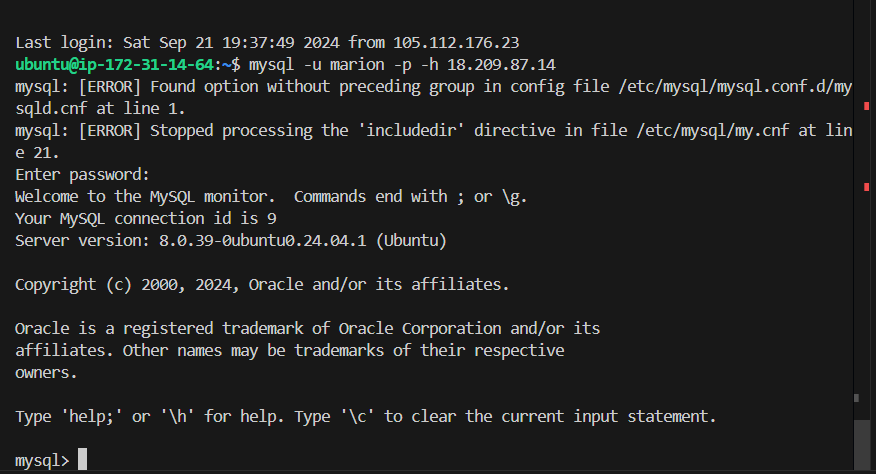 Last login: Sat Sep 21 19:37:49 2024 from 105.112.176.23
ubuntu@ip-172-31-14-64:~$ mysql -u marion -p -h 18.209.87.14
mysql: [ERROR] Found option without preceding group in config file /etc/mysql/mysql.conf.d/my
sqld.cnf at line 1.
mysql: [ERROR] Stopped processing the 'includedir' directive in file /etc/mysql/my.cnf at lin
e 21.
Enter password:
Welcome to the MySQL monitor.  Commands end with ; or \g.
Your MySQL connection id is 9
Server version: 8.0.39-0ubuntu0.24.04.1 (Ubuntu)
Copyright (c) 2000, 2024, Oracle and/or its affiliates.
Oracle is a registered trademark of Oracle Corporation and/or its
affiliates. Other names may be trademarks of their respective
owners.
Type 'help;' or '\h' for help. Type '\c' to clear the current input statement.
mysql>